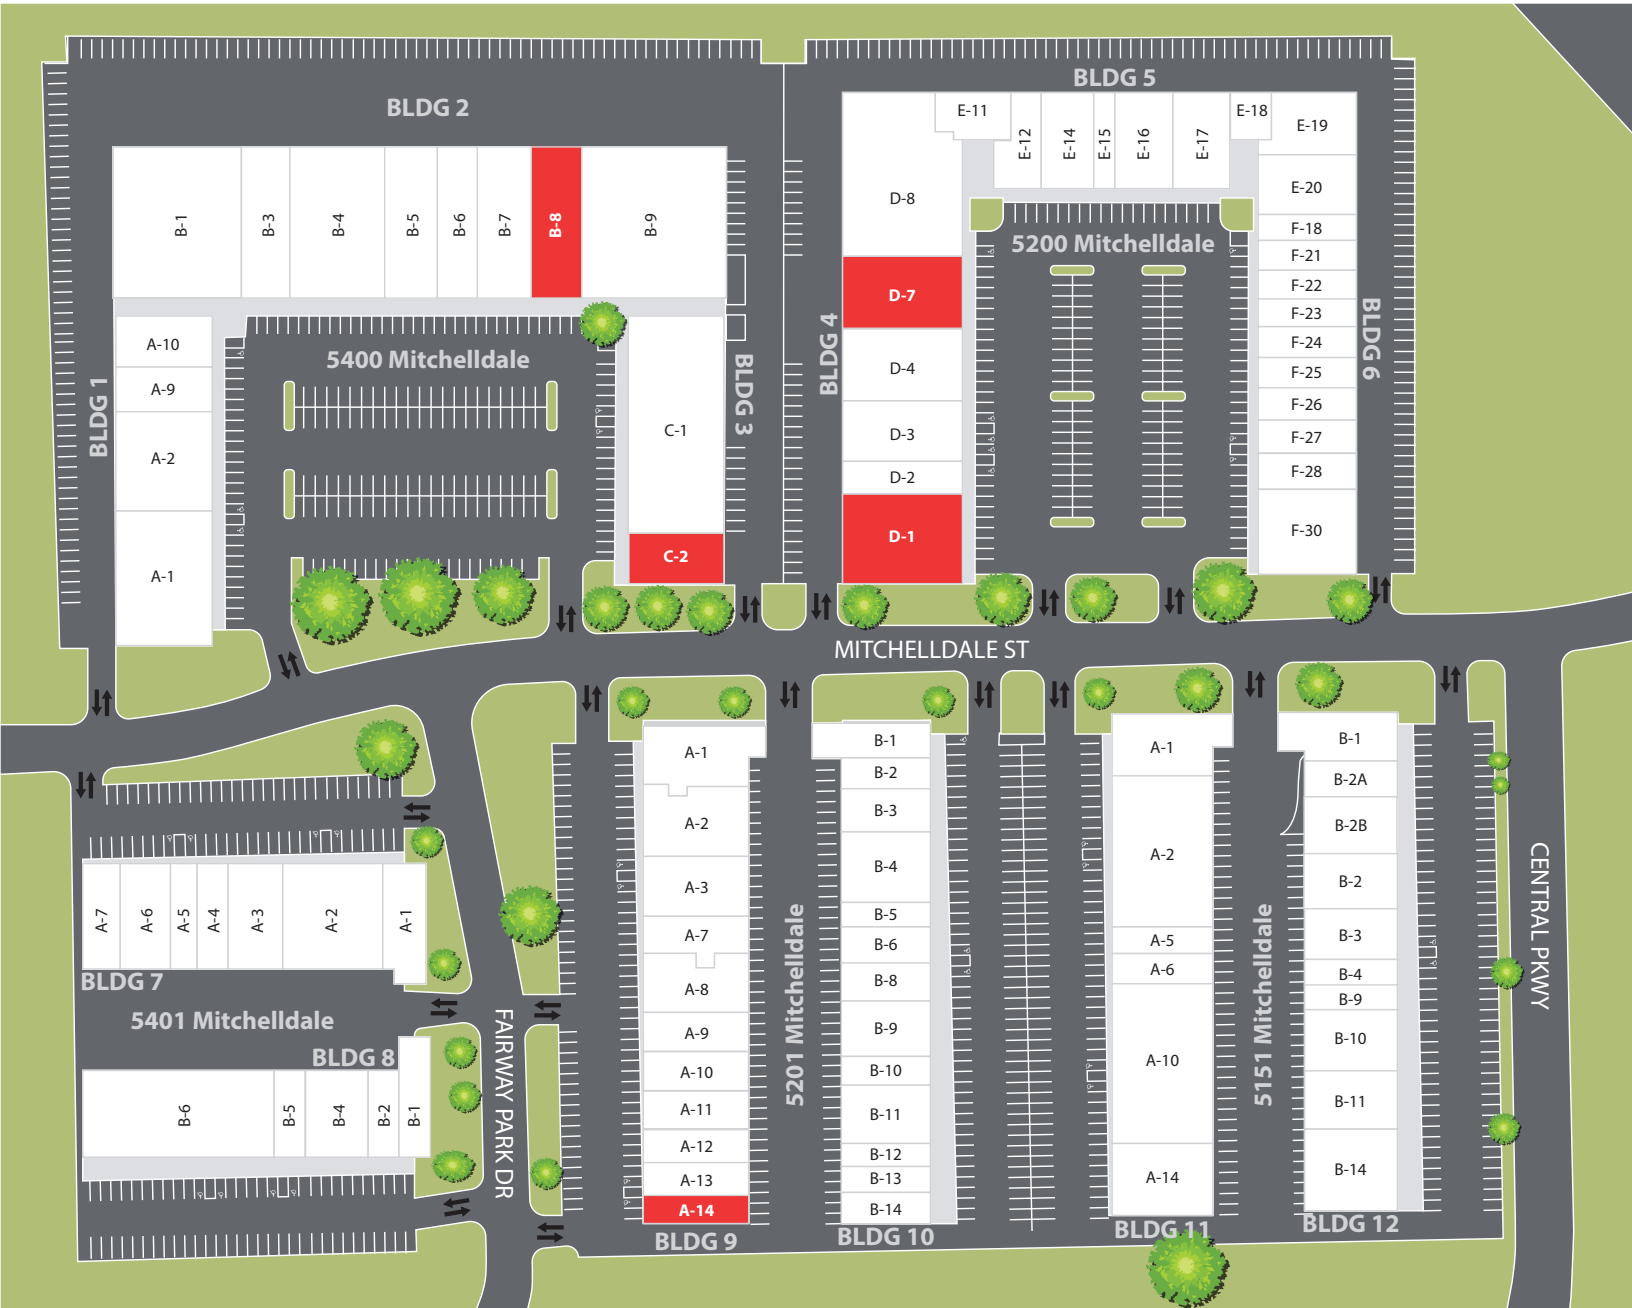 BLDG 2
B-1
B-3
B-4
B-5
B-6
B-7
B-8
B-9
BLDG 1
A-10
A-9
A-2
A-1
5400 Mitchelldale
C-1
C-2
BLDG 3
BLDG 5
BLDG 4
D-8
D-7
D-4
D-3
D-2
D-1
E-11
E-12
E-14
E-15
E-16
E-17
E-18
E-19
E-20
F-18
F-21
F-22
F-23
F-24
F-25
F-26
F-27
F-28
F-30
5200 Mitchelldale
BLDG 6
MITCHELLDALE ST
A-7
A-6
A-5
A-4
A-3
A-2
A-1
BLDG 7
5401 Mitchelldale
BLDG 8
B-6
B-5
B-4
B-2
B-1
FAIRWAY PARK DR
A-1
A-2
A-3
A-7
A-8
A-9
A-10
A-11
A-12
A-13
A-14
BLDG 9
5201 Mitchelldale
B-1
B-2
B-3
B-4
B-5
B-6
B-8
B-9
B-10
B-11
B-12
B-13
B-14
BLDG 10
A-1
A-2
A-5
A-6
A-10
A-14
BLDG 11
5151 Mitchelldale
B-1
B-2A
B-2B
B-2
B-3
B-4
B-9
B-10
B-11
B-14
BLDG 12
CENTRAL PKWY